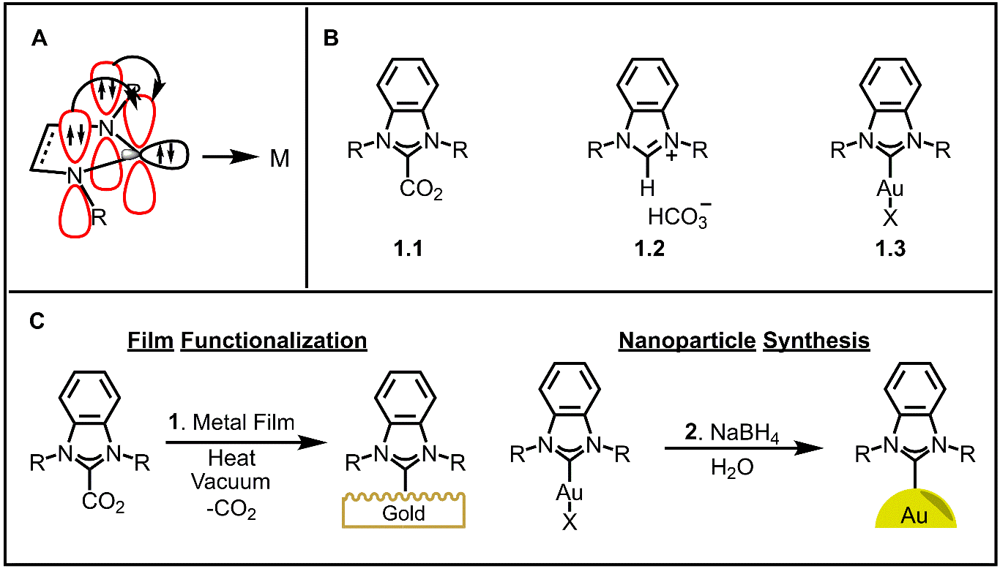 A
R
N
N
R
M
B
R N N R
CO₂
1.1
R N N R
+
H
HCO₃⁻
1.2
R N N R
Au
X
1.3
C
Film Functionalization
R N N R
CO₂
1. Metal Film
Heat
Vacuum
-CO₂
R N N R
Gold
Nanoparticle Synthesis
R N N R
Au
X
2. NaBH₄
H₂O
R N N R
Au